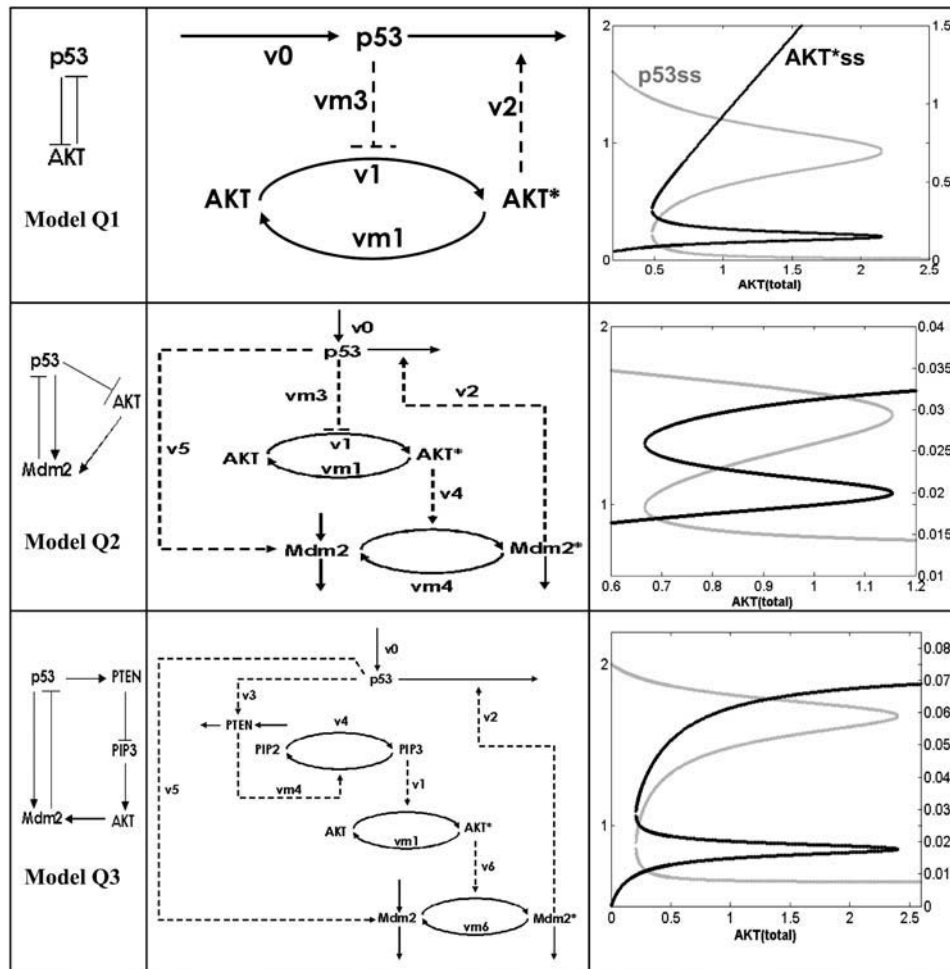 p53
AKT
Model Q1
v0
p53
vm3
v2
v1
AKT
AKT*
vm1
2
1
0
AKT*ss
p53ss
1.5
1
0.5
0
0.5
1
1.5
2
2.5
AKT(total)
p53
AKT
Mdm2
Model Q2
v0
p53
vm3
v2
v5
v1
AKT
AKT*
vm1
v4
Mdm2
Mdm2*
vm4
2
1
0.04
0.035
0.03
0.025
0.02
0.015
0.01
0.6
0.7
0.8
0.9
1
1.1
1.2
AKT(total)
p53
PTEN
PIP3
Mdm2
AKT
Model Q3
v0
p53
v3
v2
PTEN
v4
PIP2
PIP3
v5
vm4
v1
AKT
AKT*
vm1
v6
Mdm2
Mdm2*
vm6
2
1
0.08
0.07
0.06
0.05
0.04
0.03
0.02
0.01
0
0
0.5
1
1.5
2
2.5
AKT(total)